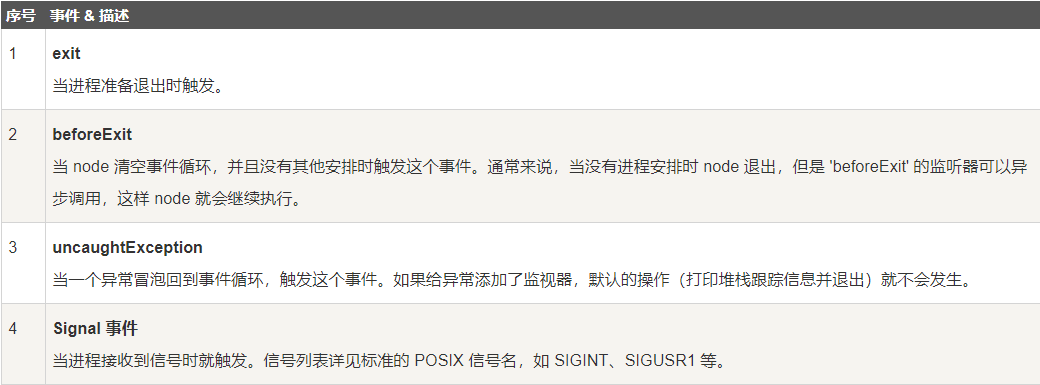 序号 事件 & 描述
1 exit
当进程准备退出时触发。
2 beforeExit
当 node 清空事件循环，并且没有其他安排时触发这个事件。通常来说，当没有进程安排时 node 退出，但是 'beforeExit' 的监听器可以异
步调用，这样 node 就会继续执行。
3 uncaughtException
当一个异常冒泡回到事件循环，触发这个事件。如果给异常添加了监视器，默认的操作（打印堆栈跟踪信息并退出）就不会发生。
4 Signal 事件
当进程接收到信号时就触发。信号列表详见标准的 POSIX 信号名，如 SIGINT、SIGUSR1 等。